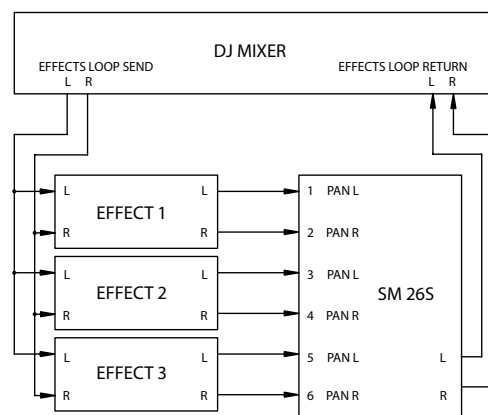 DJ MIXER
EFFECTS LOOP SEND EFFECTS LOOP RETURN
L R L R
L L 1 PAN L
EFFECT 1
R R 2 PAN R
L L 3 PAN L
EFFECT 2 SM 26S
R R 4 PAN R
L L 5 PAN L L
EFFECT 3
R R 6 PAN R R